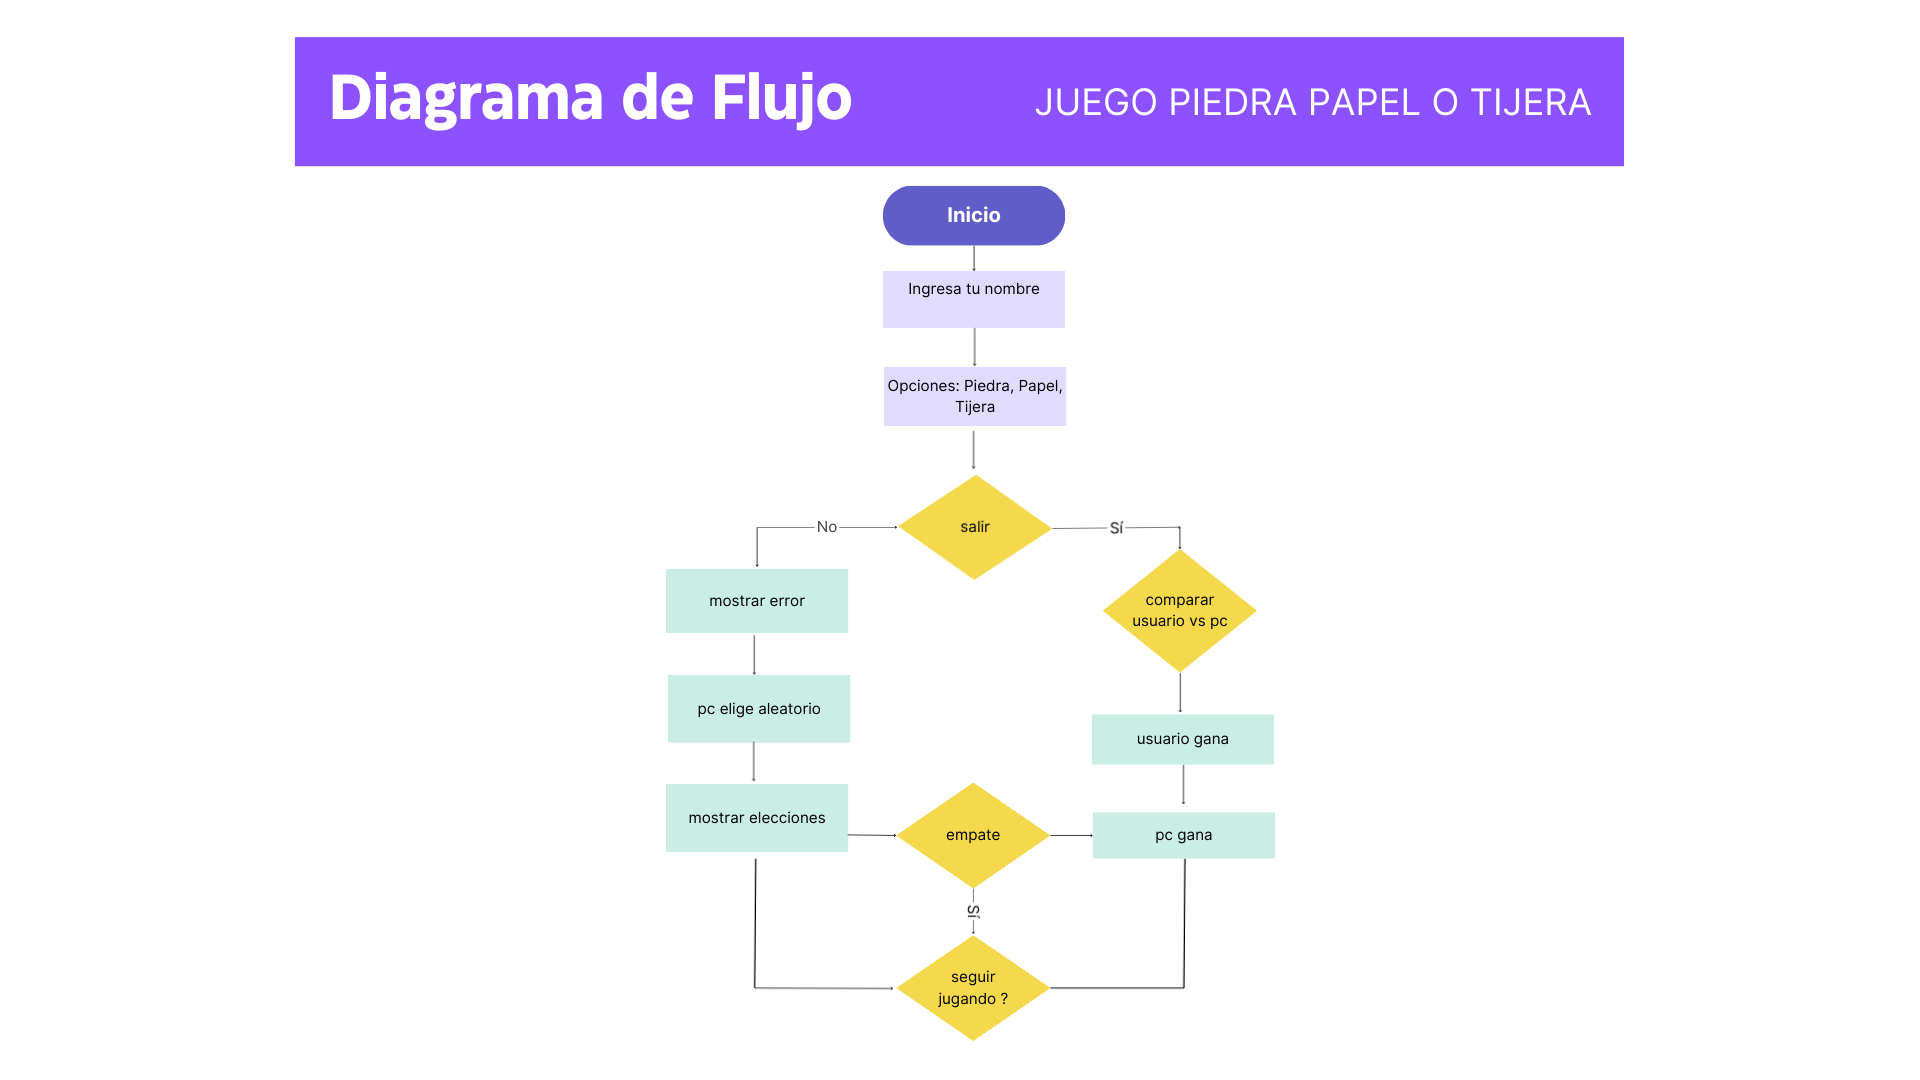 Diagrama de Flujo
JUEGO PIEDRA PAPEL O TIJERA
Inicio
Ingresa tu nombre
Opciones: Piedra, Papel,
Tijera
salir
No
Sí
mostrar error
comparar
usuario vs pc
pc elige aleatorio
usuario gana
mostrar elecciones
empate
pc gana
Sí
seguir
jugando ?